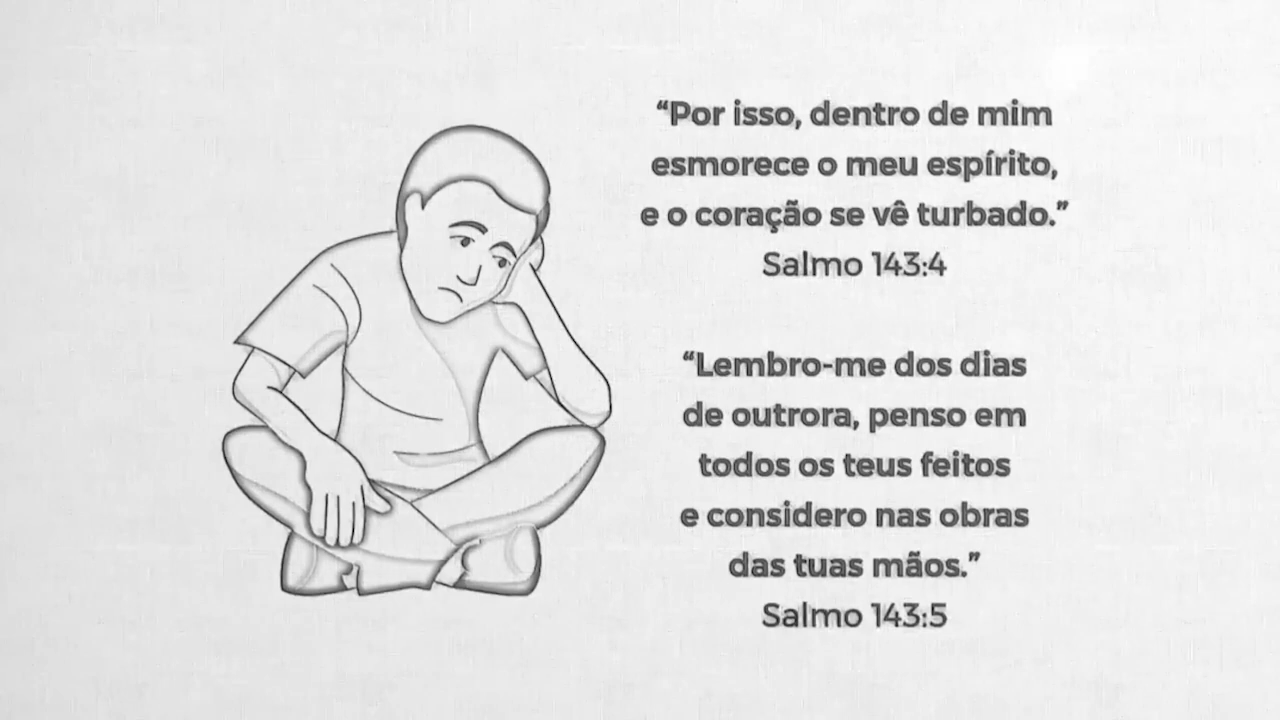 “Por isso, dentro de mim
esmorece o meu espírito,
e o coração se vê turbado.”
Salmo 143:4
“Lembro-me dos dias
de outrora, penso em
todos os teus feitos
e considero nas obras
das tuas mãos.”
Salmo 143:5